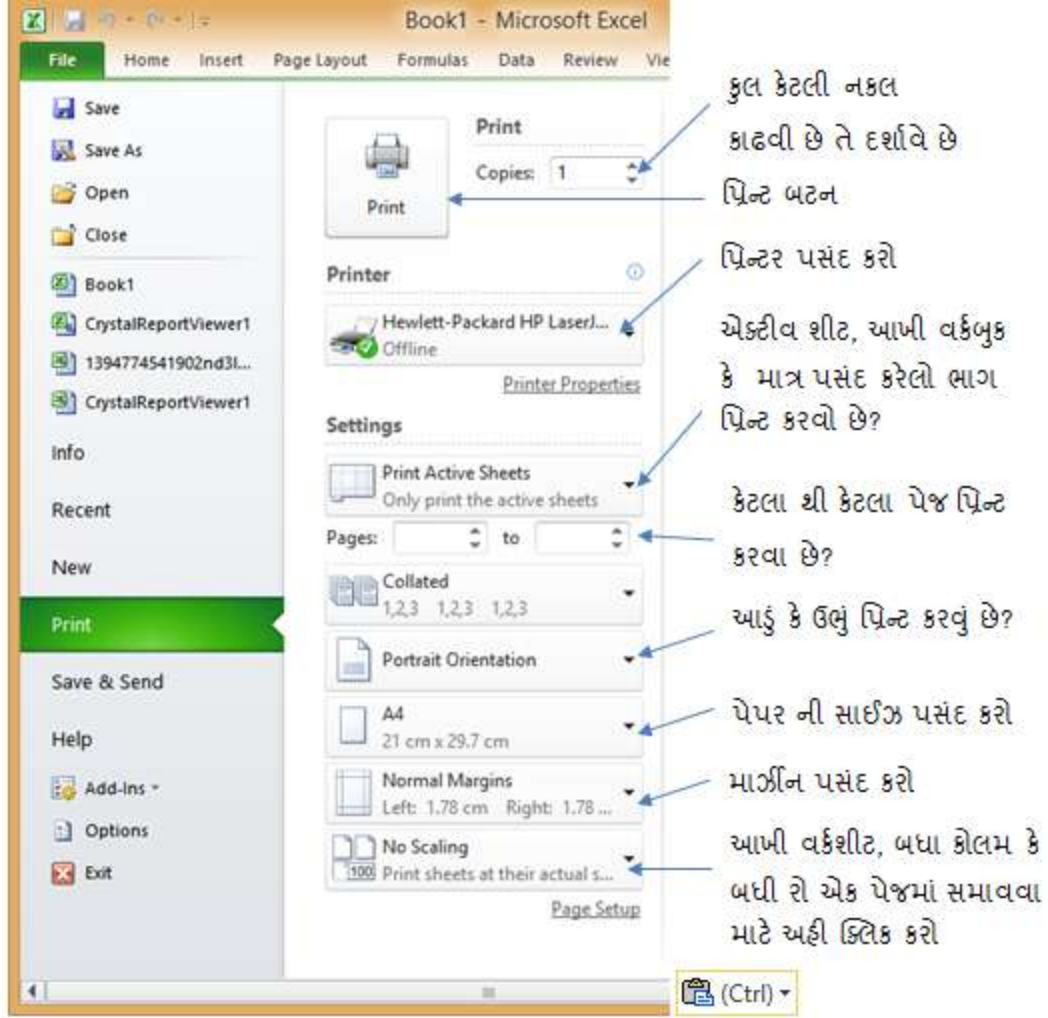 Book1 - Microsoft Excel
File Home Insert Page Layout Formulas Data Review Vie
Save
Save As
Open
Close
Book1
CrystalReportViewer1
1394774541902nd3l...
CrystalReportViewer1
Info
Recent
New
Print
Save & Send
Help
Add-Ins
Options
Exit
Print
Print
Copies: 1
Printer
Hewlett-Packard HP LaserJ...
Offline
Printer Properties
Settings
Print Active Sheets
Only print the active sheets
Pages: to
Collated
1,2,3 1,2,3 1,2,3
Portrait Orientation
A4
21 cm x 29.7 cm
Normal Margins
Left: 1.78 cm Right: 1.78 ...
No Scaling
100 Print sheets at their actual s...
Page Setup
કુલ કેટલી નકલ
કાઢવી છે તે દર્શાવે છે
પ્રિન્ટ બટન
પ્રિન્ટર પસંદ કરો
એક્ટીવ શીટ, આખી વર્કબુક
કે માત્ર પસંદ કરેલો ભાગ
પ્રિન્ટ કરવો છે?
કેટલા થી કેટલા પેજ પ્રિન્ટ
કરવા છે?
આડું કે ઉભું પ્રિન્ટ કરવું છે?
પેપર ની સાઈઝ પસંદ કરો
માર્ઝીન પસંદ કરો
આખી વર્કશીટ, બધા કોલમ કે
બધી રો એક પેજમાં સમાવવા
માટે અહી ક્લિક કરો
(Ctrl)